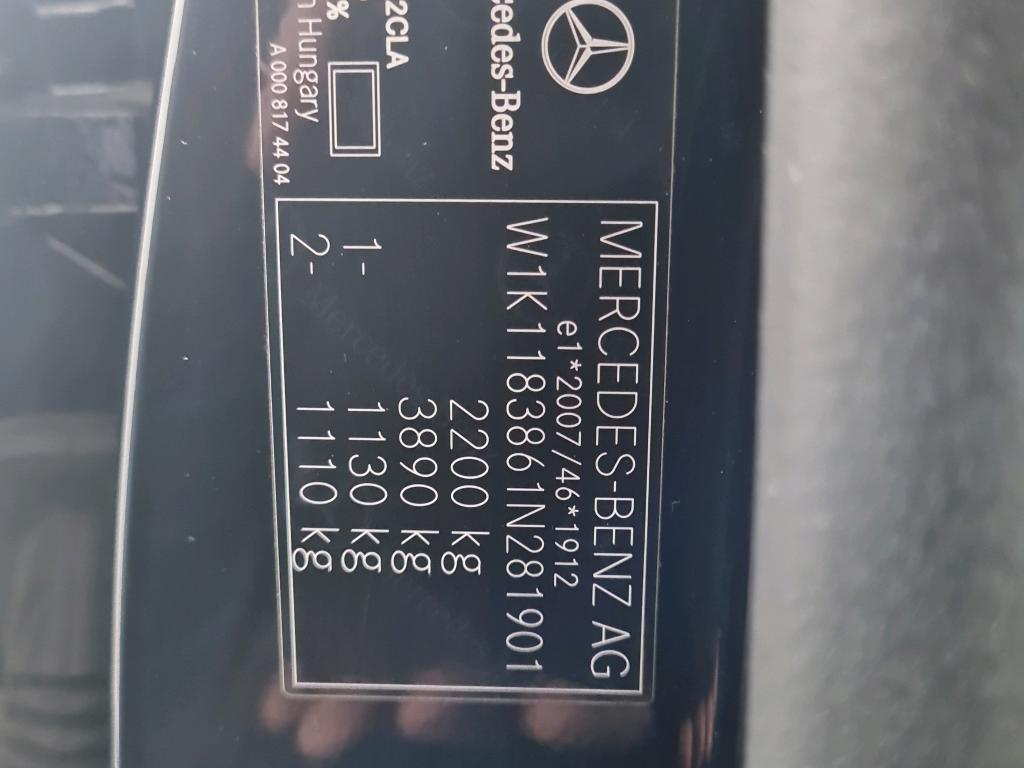 MERCEDES-BENZ AG
e1*2007/46*1912
W1K1183861N281901
2200 kg
3890 kg
1- 1130 kg
2- 1110 kg
cedes-Benz
2CLA
%
n Hungary
A 000 817 44 04